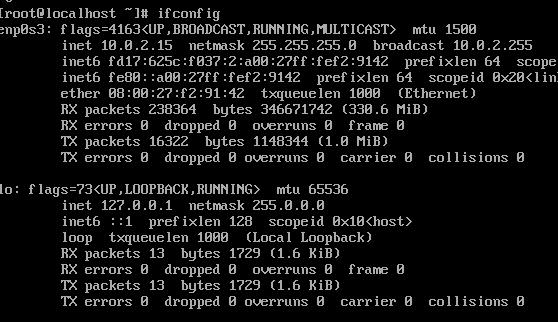 [root@localhost ~]# ifconfig
enp0s3: flags=4163<UP,BROADCAST,RUNNING,MULTICAST>  mtu 1500
inet 10.0.2.15  netmask 255.255.255.0  broadcast 10.0.2.255
inet6 fd17:625c:f037:2:a00:27ff:fef2:9142  prefixlen 64  scope
inet6 fe80::a00:27ff:fef2:9142  prefixlen 64  scopeid 0x20<lin
ether 08:00:27:f2:91:42  txqueuelen 1000  (Ethernet)
RX packets 238364  bytes 346671742 (330.6 MiB)
RX errors 0  dropped 0  overruns 0  frame 0
TX packets 16322  bytes 1148344 (1.0 MiB)
TX errors 0  dropped 0 overruns 0  carrier 0  collisions 0
lo: flags=73<UP,LOOPBACK,RUNNING>  mtu 65536
inet 127.0.0.1  netmask 255.0.0.0
inet6 ::1  prefixlen 128  scopeid 0x10<host>
loop  txqueuelen 1000  (Local Loopback)
RX packets 13  bytes 1729 (1.6 KiB)
RX errors 0  dropped 0  overruns 0  frame 0
TX packets 13  bytes 1729 (1.6 KiB)
TX errors 0  dropped 0 overruns 0  carrier 0  collisions 0